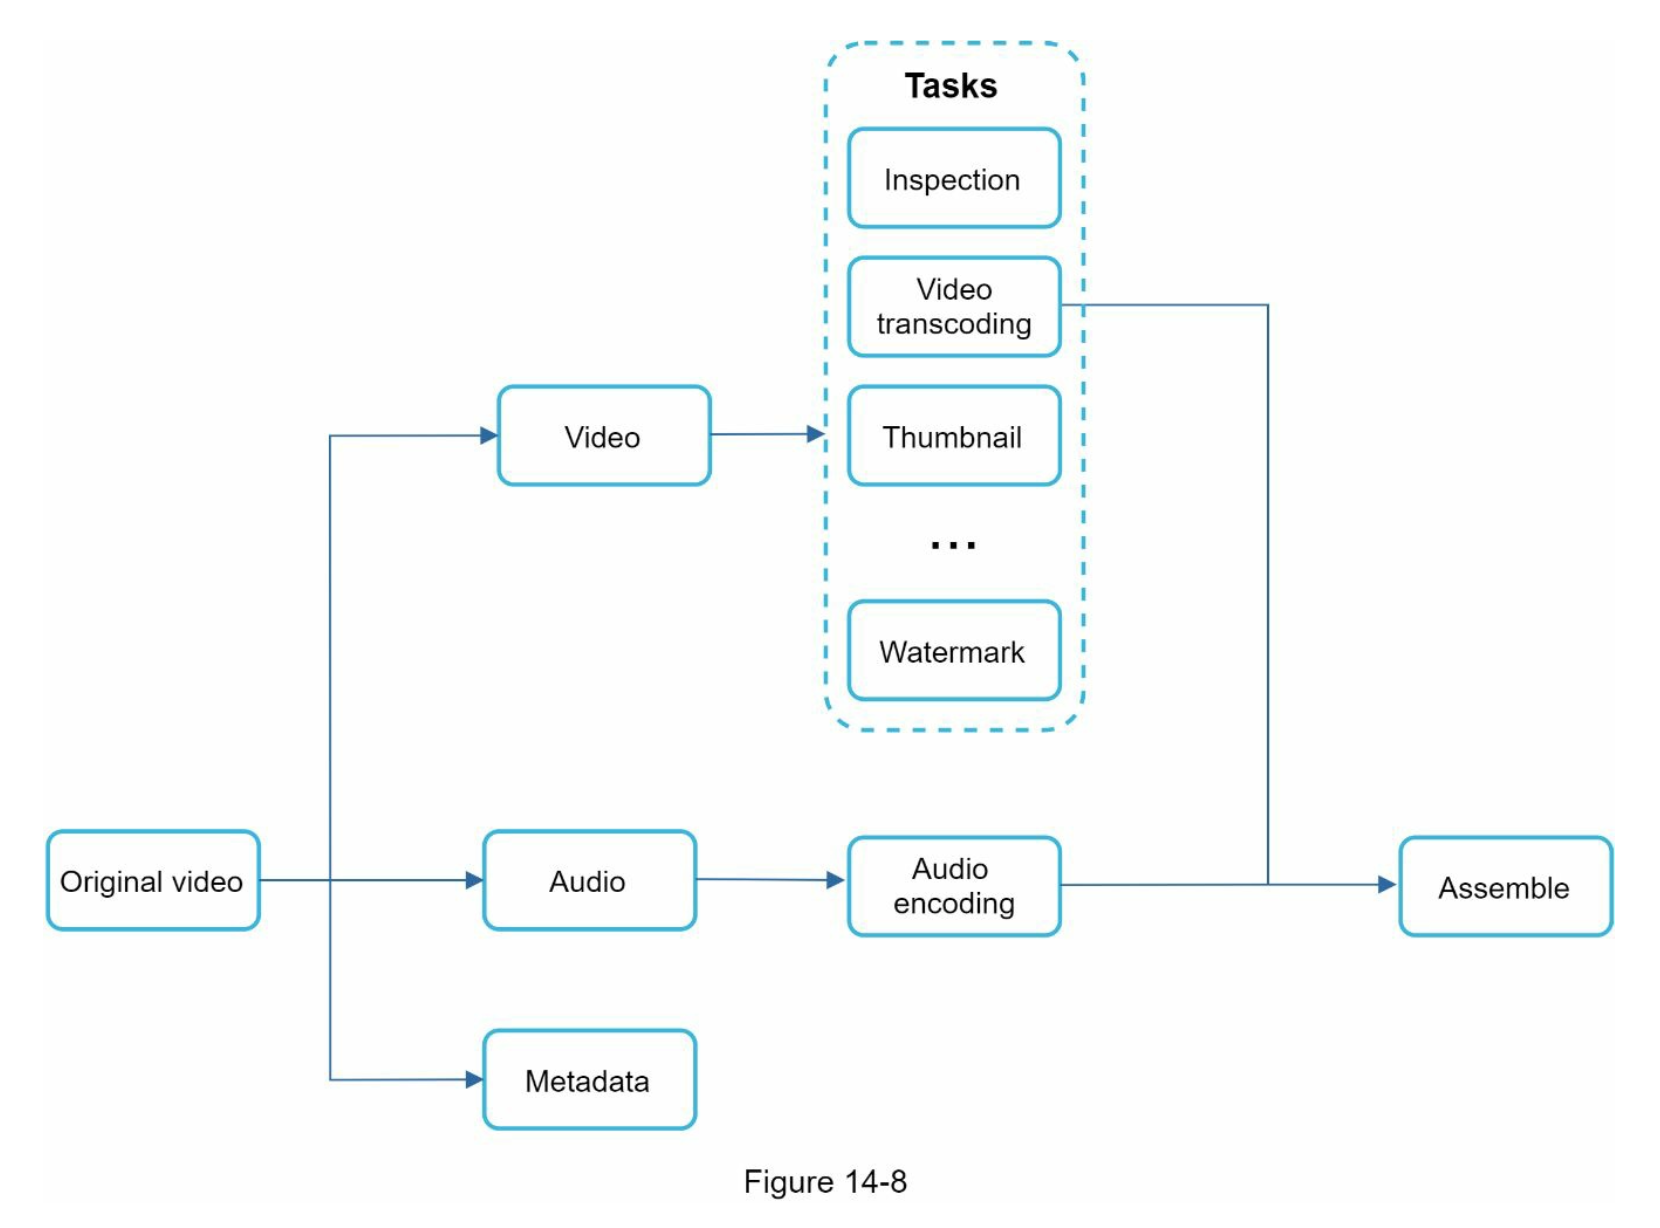 Tasks
Inspection
Video
transcoding
Video
Thumbnail
...
Watermark
Original video
Audio
Audio
encoding
Assemble
Metadata
Figure 14-8